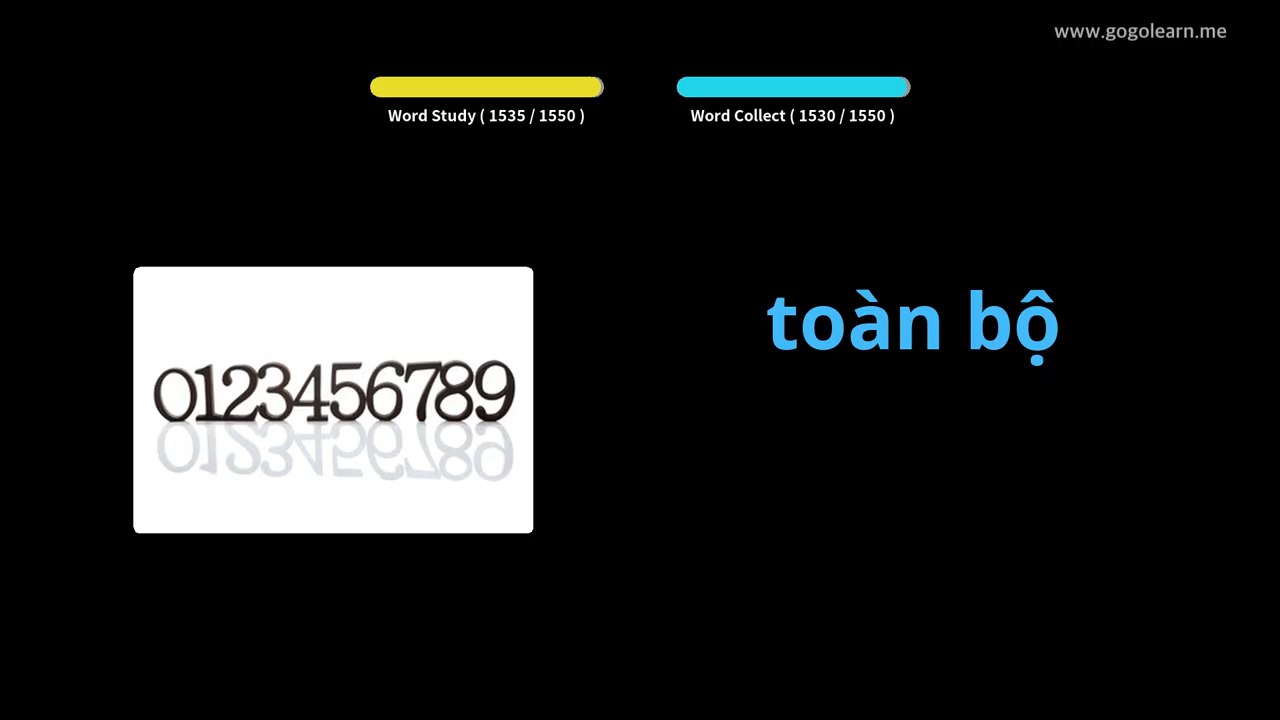 www.gogolearn.me
Word Study ( 1535 / 1550 )
Word Collect ( 1530 / 1550 )
toàn bộ
0123456789